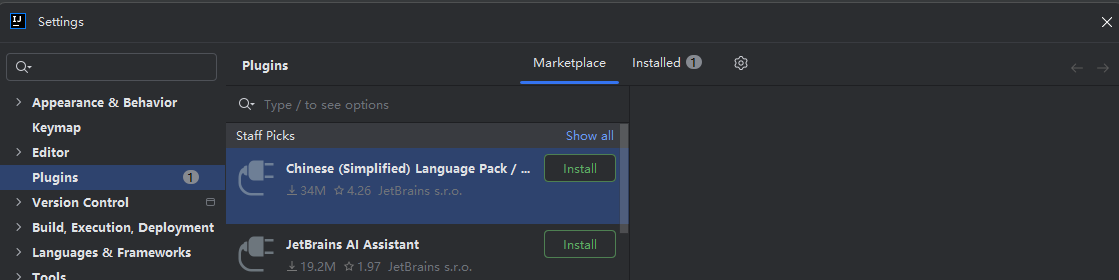 IJ
Settings
Plugins
Marketplace
Installed 1
Type / to see options
Appearance & Behavior
Keymap
Editor
Plugins 1
Version Control
Build, Execution, Deployment
Languages & Frameworks
Tools
Staff Picks Show all
Chinese (Simplified) Language Pack / ...
Install
34M 4.26 JetBrains s.r.o.
JetBrains AI Assistant
Install
19.2M 1.97 JetBrains s.r.o.